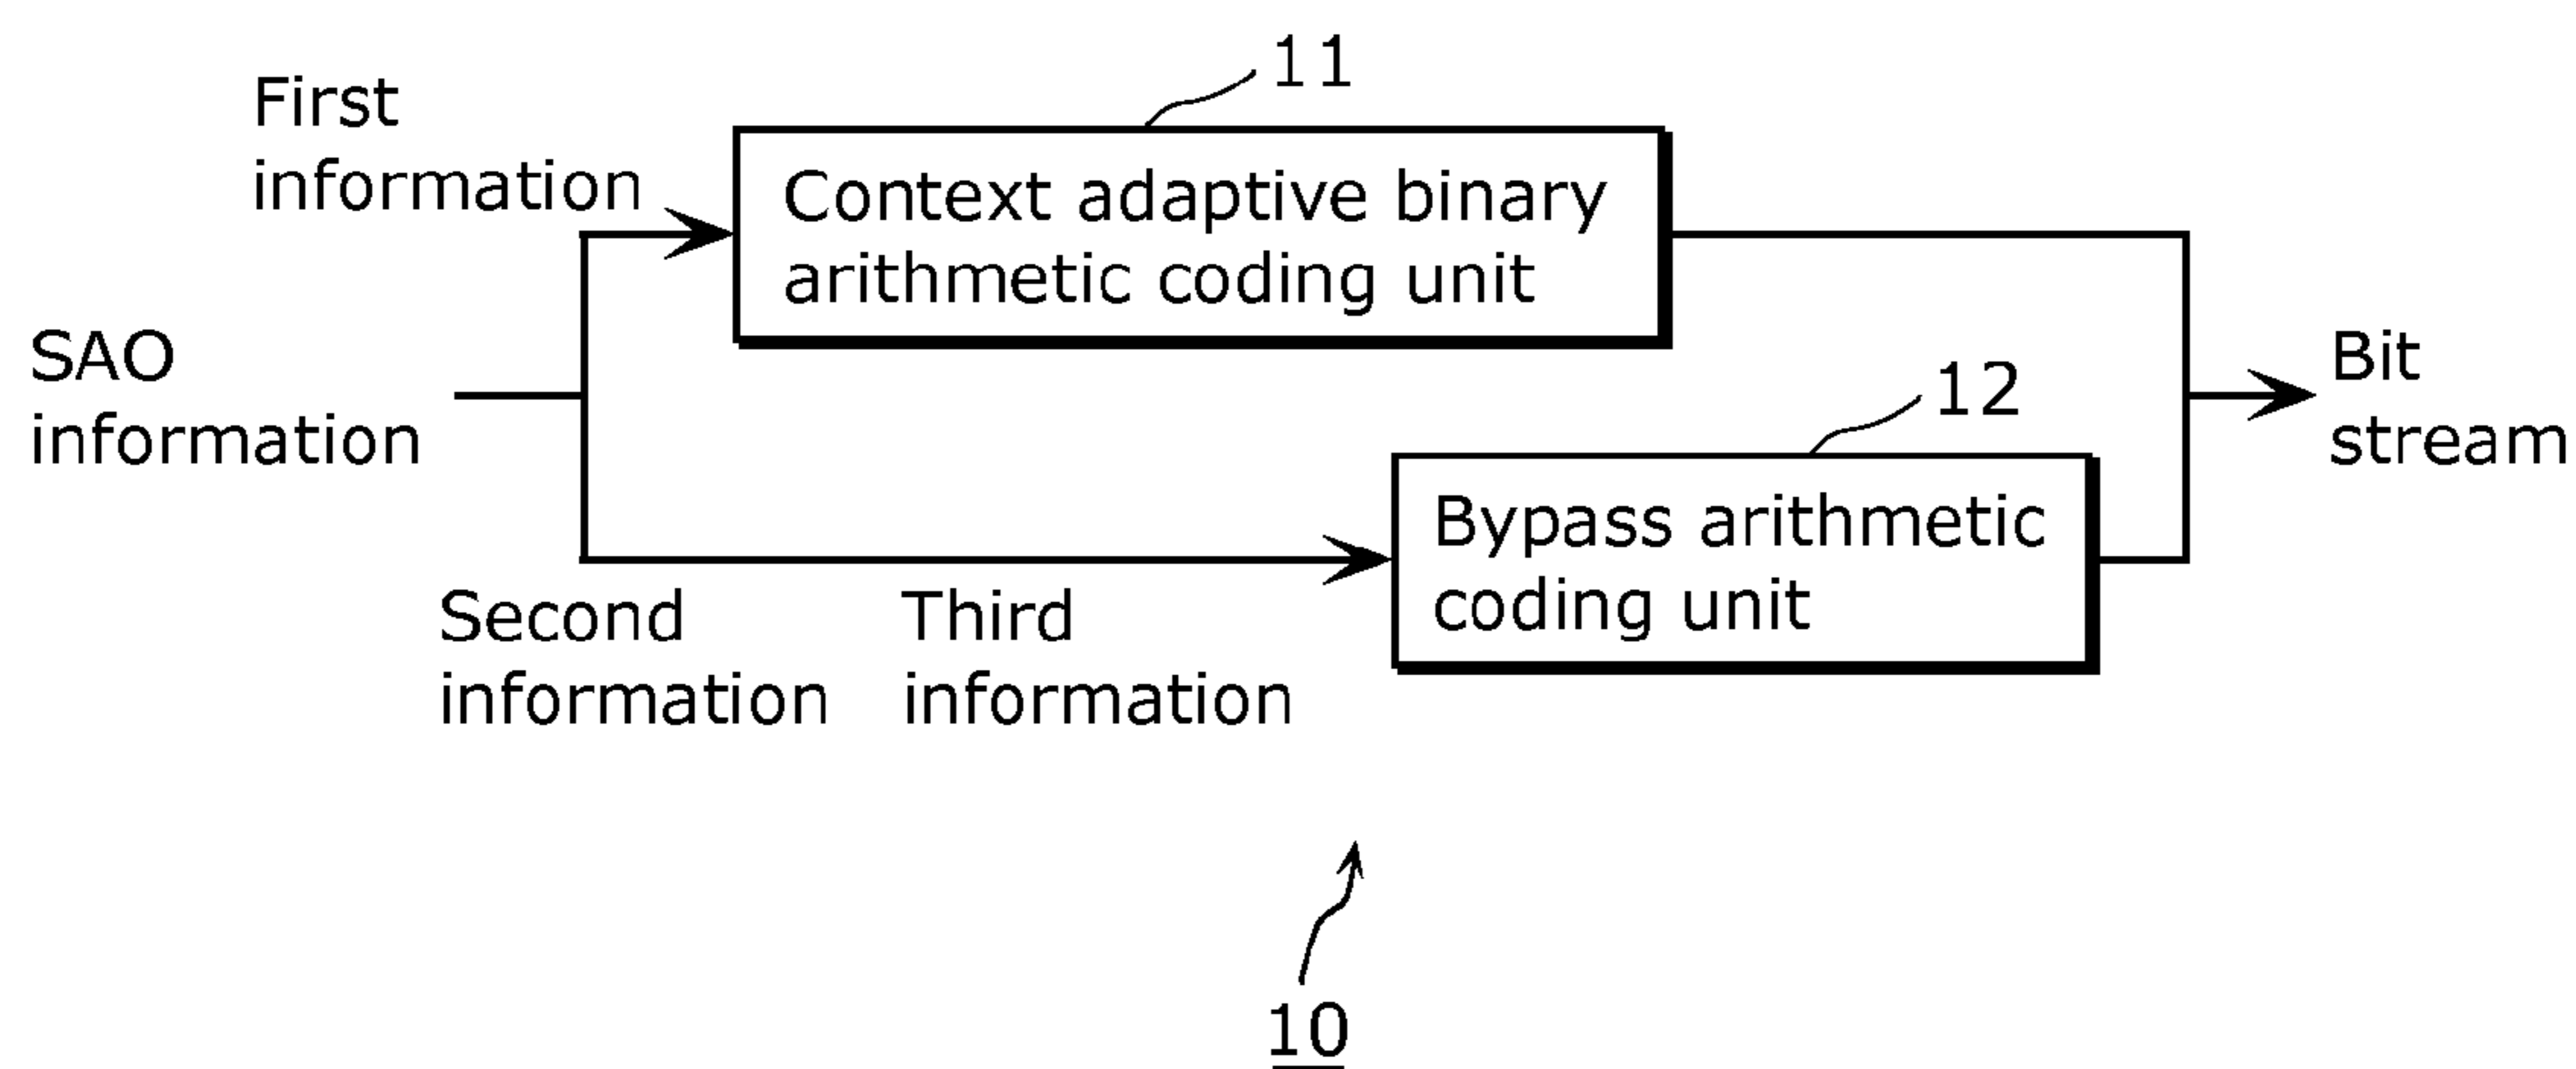 11
First
information
Context adaptive binary
arithmetic coding unit
SAO
information
12
Bit
stream
Bypass arithmetic
coding unit
Second
information
Third
information
10